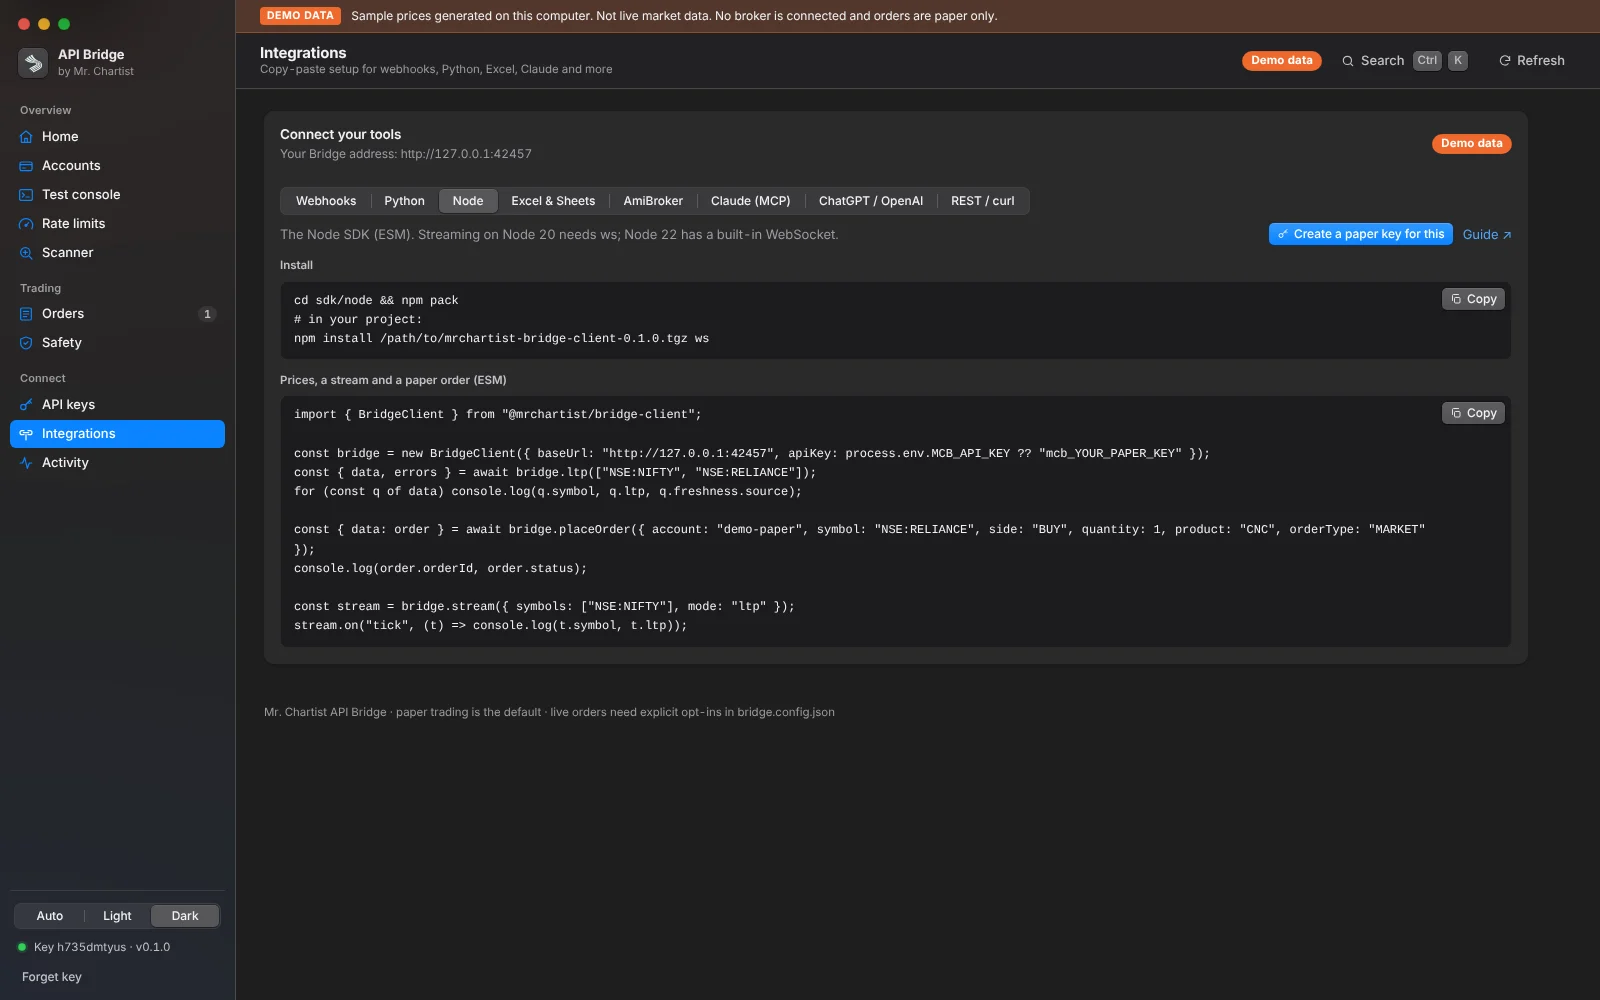 DEMO DATA Sample prices generated on this computer. Not live market data. No broker is connected and orders are paper only.
API Bridge
by Mr. Chartist
Overview
Home
Accounts
Test console
Rate limits
Scanner
Trading
Orders 1
Safety
Connect
API keys
Integrations
Activity
Auto Light Dark
Key h735dmtyus · v0.1.0
Forget key
Integrations
Copy-paste setup for webhooks, Python, Excel, Claude and more
Demo data Search Ctrl K Refresh
Connect your tools
Your Bridge address: http://127.0.0.1:42457
Demo data
Webhooks Python Node Excel & Sheets AmiBroker Claude (MCP) ChatGPT / OpenAI REST / curl
The Node SDK (ESM). Streaming on Node 20 needs ws; Node 22 has a built-in WebSocket.
Create a paper key for this Guide ↗
Install
Copy
cd sdk/node && npm pack
# in your project:
npm install /path/to/mrchartist-bridge-client-0.1.0.tgz ws
Prices, a stream and a paper order (ESM)
Copy
import { BridgeClient } from "@mrchartist/bridge-client";
const bridge = new BridgeClient({ baseUrl: "http://127.0.0.1:42457", apiKey: process.env.MCB_API_KEY ?? "mcb_YOUR_PAPER_KEY" });
const { data, errors } = await bridge.ltp(["NSE:NIFTY", "NSE:RELIANCE"]);
for (const q of data) console.log(q.symbol, q.ltp, q.freshness.source);
const { data: order } = await bridge.placeOrder({ account: "demo-paper", symbol: "NSE:RELIANCE", side: "BUY", quantity: 1, product: "CNC", orderType: "MARKET"
});
console.log(order.orderId, order.status);
const stream = bridge.stream({ symbols: ["NSE:NIFTY"], mode: "ltp" });
stream.on("tick", (t) => console.log(t.symbol, t.ltp));
Mr. Chartist API Bridge · paper trading is the default · live orders need explicit opt-ins in bridge.config.json